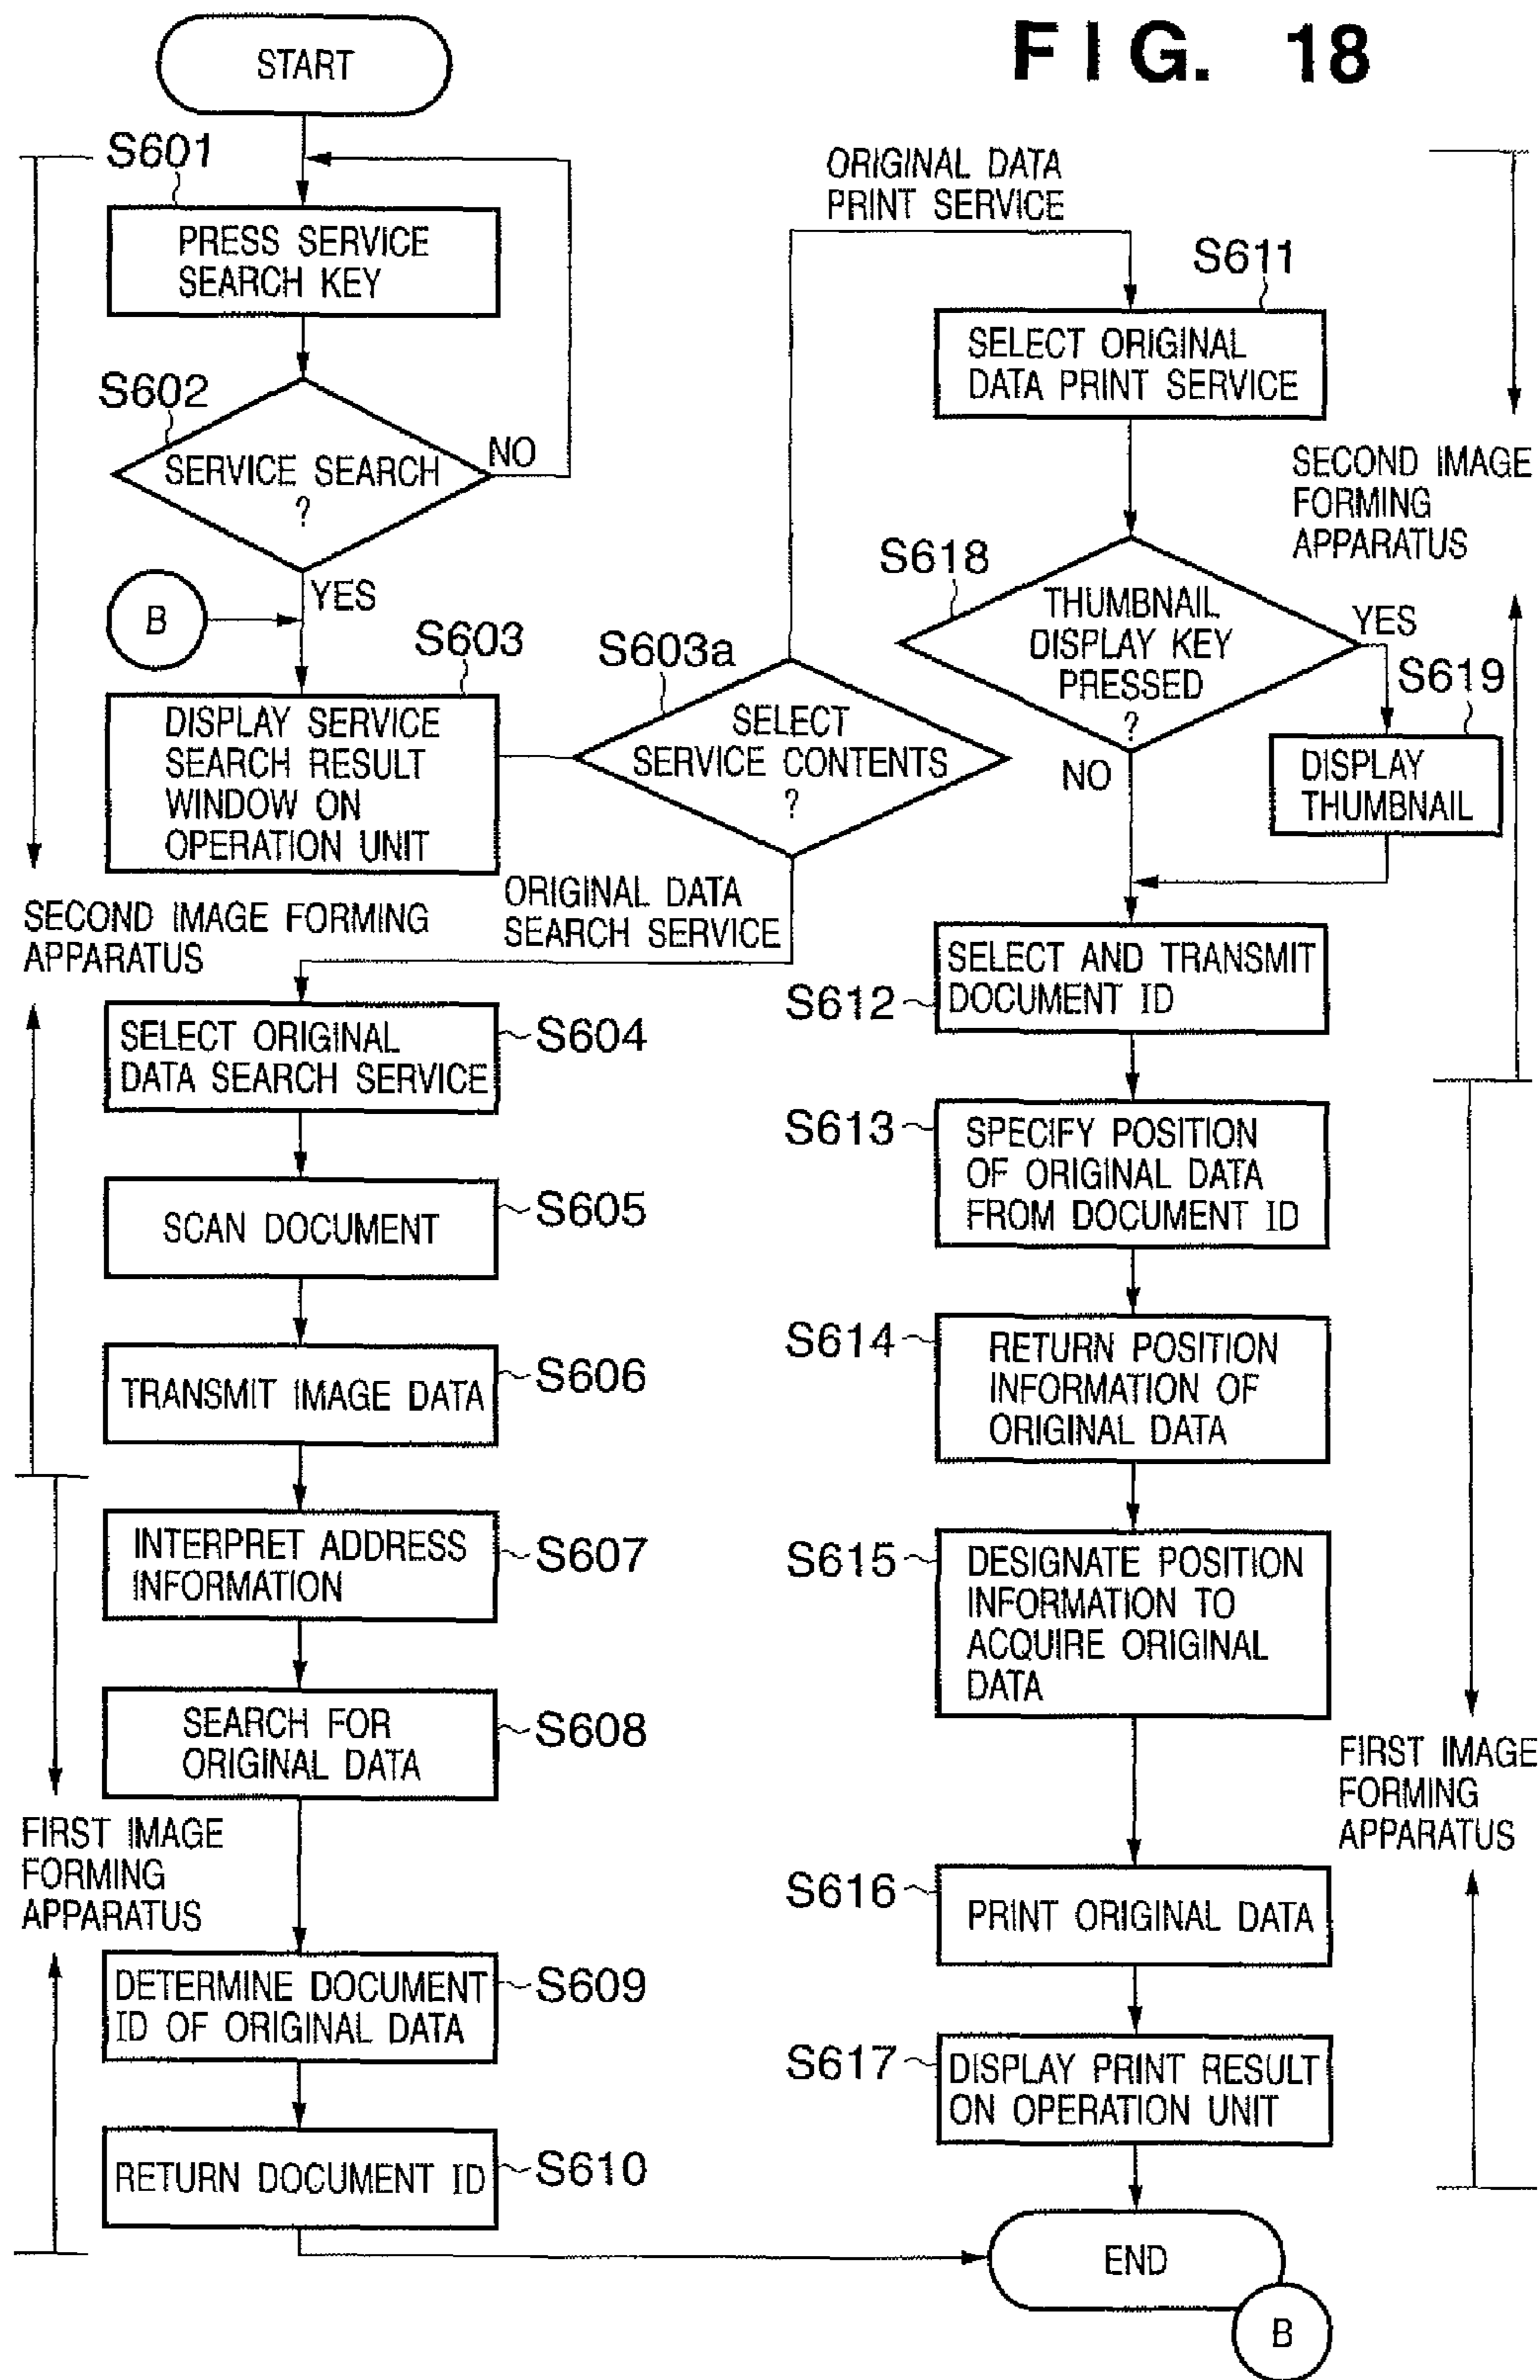 FIG. 18
START
S601
PRESS SERVICE
SEARCH KEY
S602
SERVICE SEARCH
?
NO
YES
B
S603
DISPLAY SERVICE
SEARCH RESULT
WINDOW ON
OPERATION UNIT
S603a
SELECT
SERVICE CONTENTS
?
SECOND IMAGE FORMING
APPARATUS
ORIGINAL DATA
SEARCH SERVICE
SELECT ORIGINAL
DATA SEARCH SERVICE
S604
SCAN DOCUMENT
S605
TRANSMIT IMAGE DATA
S606
INTERPRET ADDRESS
INFORMATION
S607
SEARCH FOR
ORIGINAL DATA
S608
FIRST IMAGE
FORMING
APPARATUS
DETERMINE DOCUMENT
ID OF ORIGINAL DATA
S609
RETURN DOCUMENT ID
S610
ORIGINAL DATA
PRINT SERVICE
S611
SELECT ORIGINAL
DATA PRINT SERVICE
SECOND IMAGE
FORMING
APPARATUS
S618
THUMBNAIL
DISPLAY KEY
PRESSED
?
YES
NO
S619
DISPLAY
THUMBNAIL
S612
SELECT AND TRANSMIT
DOCUMENT ID
S613
SPECIFY POSITION
OF ORIGINAL DATA
FROM DOCUMENT ID
S614
RETURN POSITION
INFORMATION OF
ORIGINAL DATA
S615
DESIGNATE POSITION
INFORMATION TO
ACQUIRE ORIGINAL
DATA
FIRST IMAGE
FORMING
APPARATUS
S616
PRINT ORIGINAL DATA
S617
DISPLAY PRINT RESULT
ON OPERATION UNIT
END
B